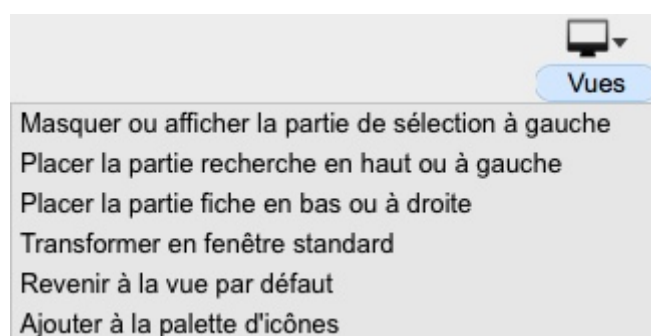 Vues
Masquer ou afficher la partie de sélection à gauche
Placer la partie recherche en haut ou à gauche
Placer la partie fiche en bas ou à droite
Transformer en fenêtre standard
Revenir à la vue par défaut
Ajouter à la palette d'icônes